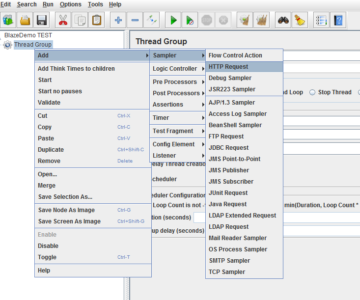 Edit Search Run Options Tools Help
BlazeDemo TEST
Thread Group
Thread Group
Add
Add Think Times to children
Start
Start no pauses
Validate
Cut Ctrl-X
Copy Ctrl-C
Paste Ctrl-V
Duplicate Ctrl+Shift-C
Remove Delete
Open...
Merge
Save Selection As...
Save Node As Image Ctrl-G
Save Screen As Image Ctrl+Shift-G
Enable
Disable
Toggle Ctrl-T
Help
Sampler
Logic Controller
Pre Processors
Post Processors
Assertions
Timer
Test Fragment
Config Element
Listener
Flow Control Action
HTTP Request
Debug Sampler
JSR223 Sampler
AJP/1.3 Sampler
Access Log Sampler
BeanShell Sampler
FTP Request
JDBC Request
JMS Point-to-Point
JMS Publisher
JMS Subscriber
JUnit Request
Java Request
LDAP Extended Request
LDAP Request
Mail Reader Sampler
OS Process Sampler
SMTP Sampler
TCP Sampler
Loop Stop Thread
Thread Creation
Scheduler Configuration
Loop Count is not
min(Duration, Loop Count *
(seconds)
delay (seconds)